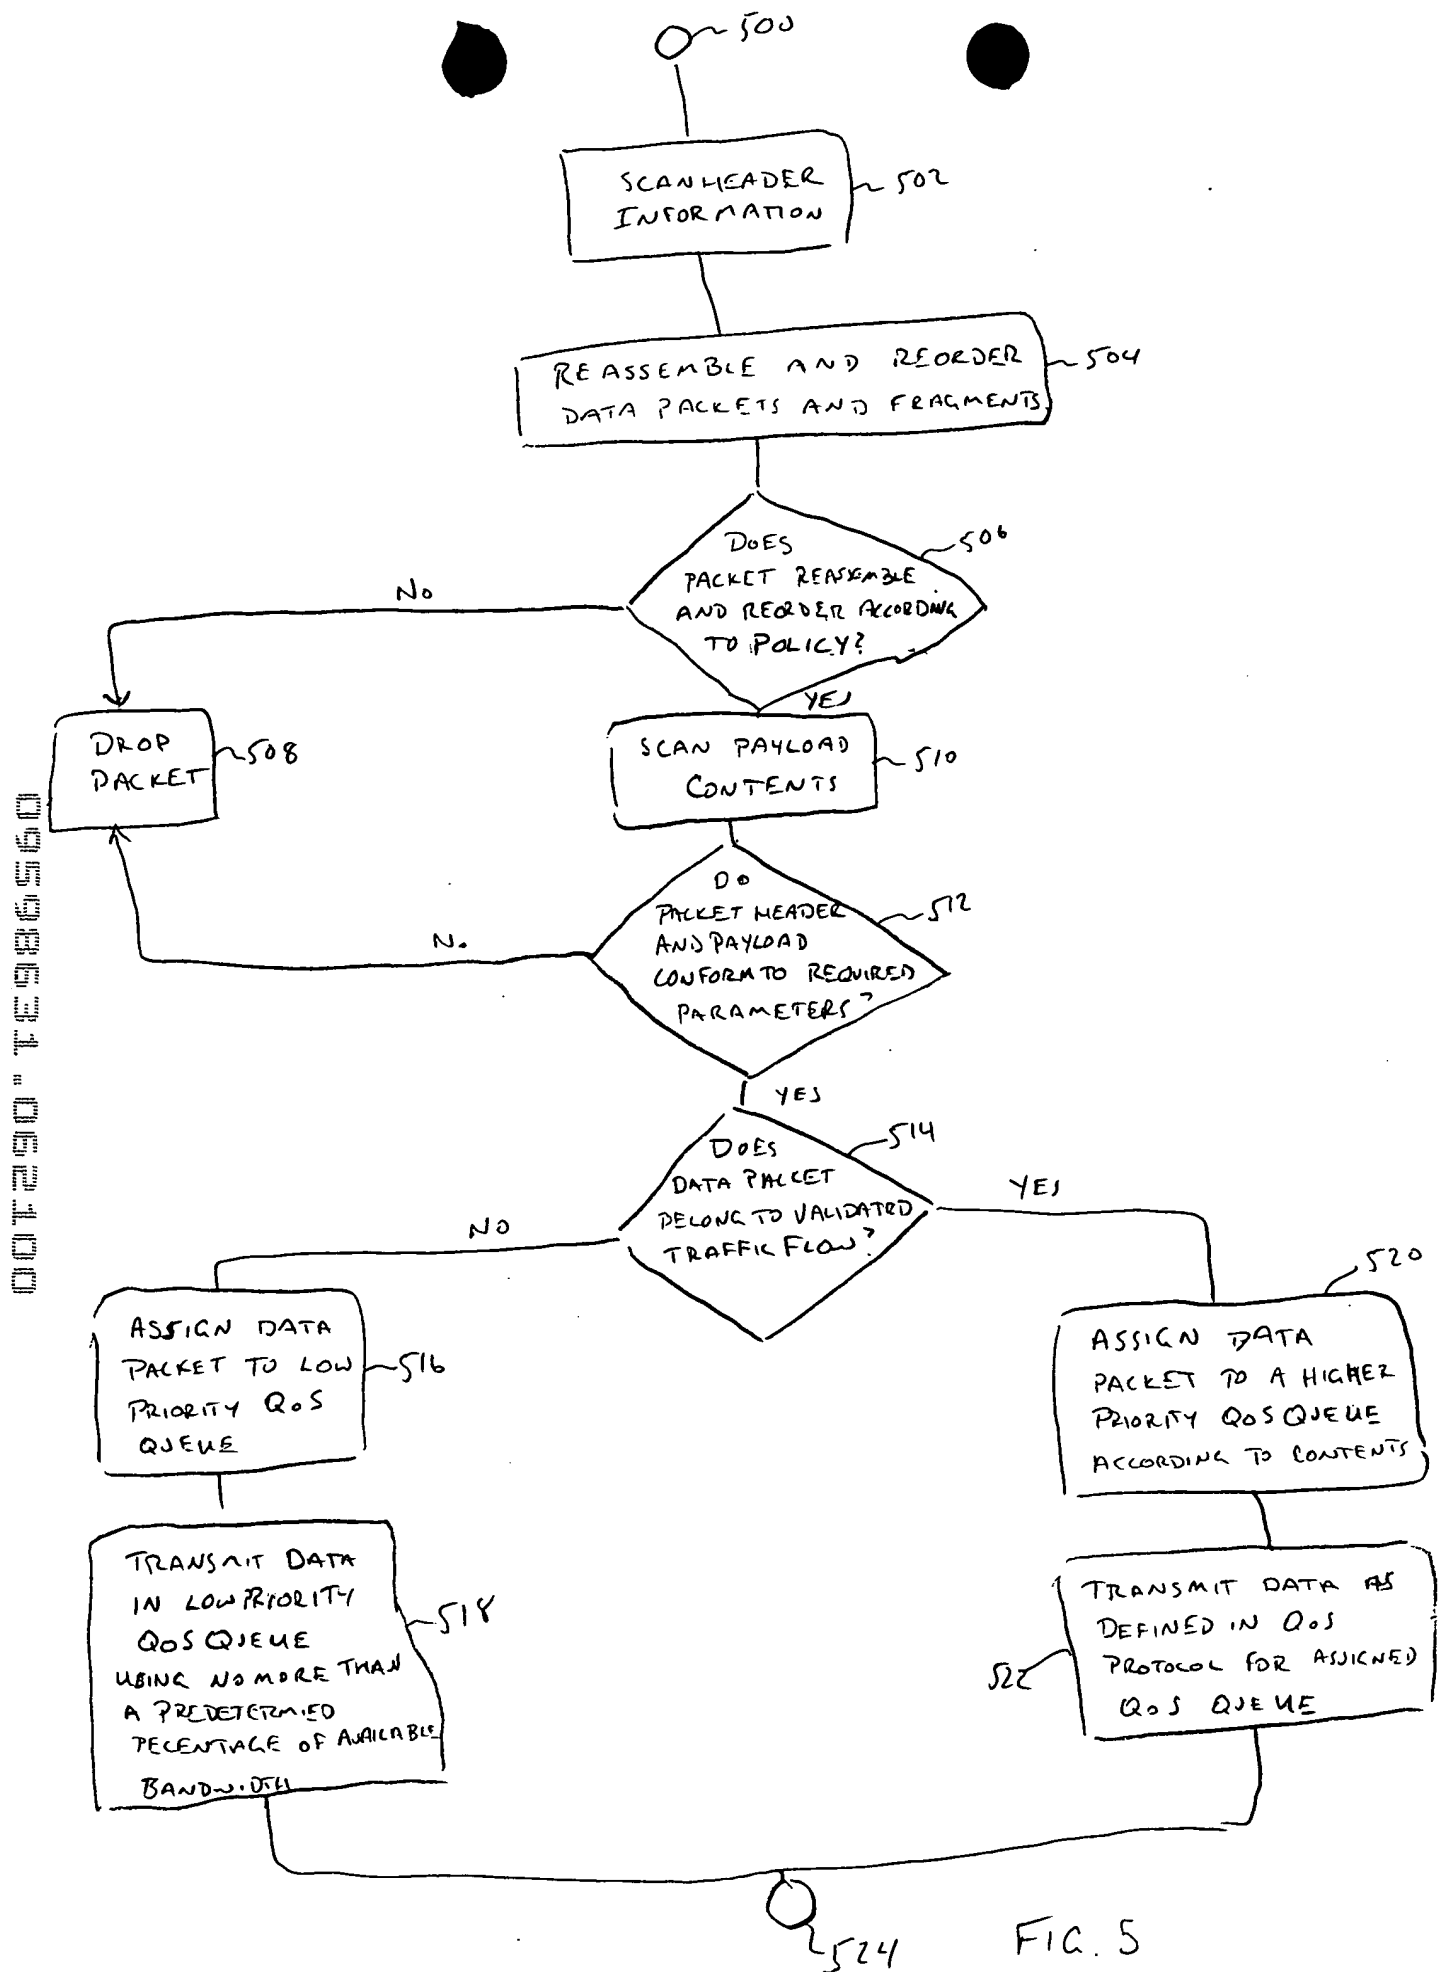 500
SCAN HEADER
INFORMATION
502
REASSEMBLE AND REORDER
DATA PACKETS AND FRAGMENTS
504
DOES
PACKET REASSEMBLE
AND REORDER ACCORDING
TO POLICY?
506
NO
YES
DROP
PACKET
508
SCAN PAYLOAD
CONTENTS
510
DO
PACKET HEADER
AND PAYLOAD
CONFORM TO REQUIRED
PARAMETERS?
512
NO
YES
DOES
DATA PACKET
BELONG TO VALIDATED
TRAFFIC FLOW?
514
NO
YES
ASSIGN DATA
PACKET TO LOW
PRIORITY QoS
QUEUE
516
520
ASSIGN DATA
PACKET TO A HIGHER
PRIORITY QoS QUEUE
ACCORDING TO CONTENTS
TRANSMIT DATA
IN LOW PRIORITY
QoS QUEUE
USING NO MORE THAN
A PREDETERMIED
PECENTAGE OF AVAILABLE
BANDWIDTH
518
TRANSMIT DATA AS
DEFINED IN QoS
PROTOCOL FOR ASSIGNED
QoS QUEUE
522
524
FIG. 5
09598631.062100